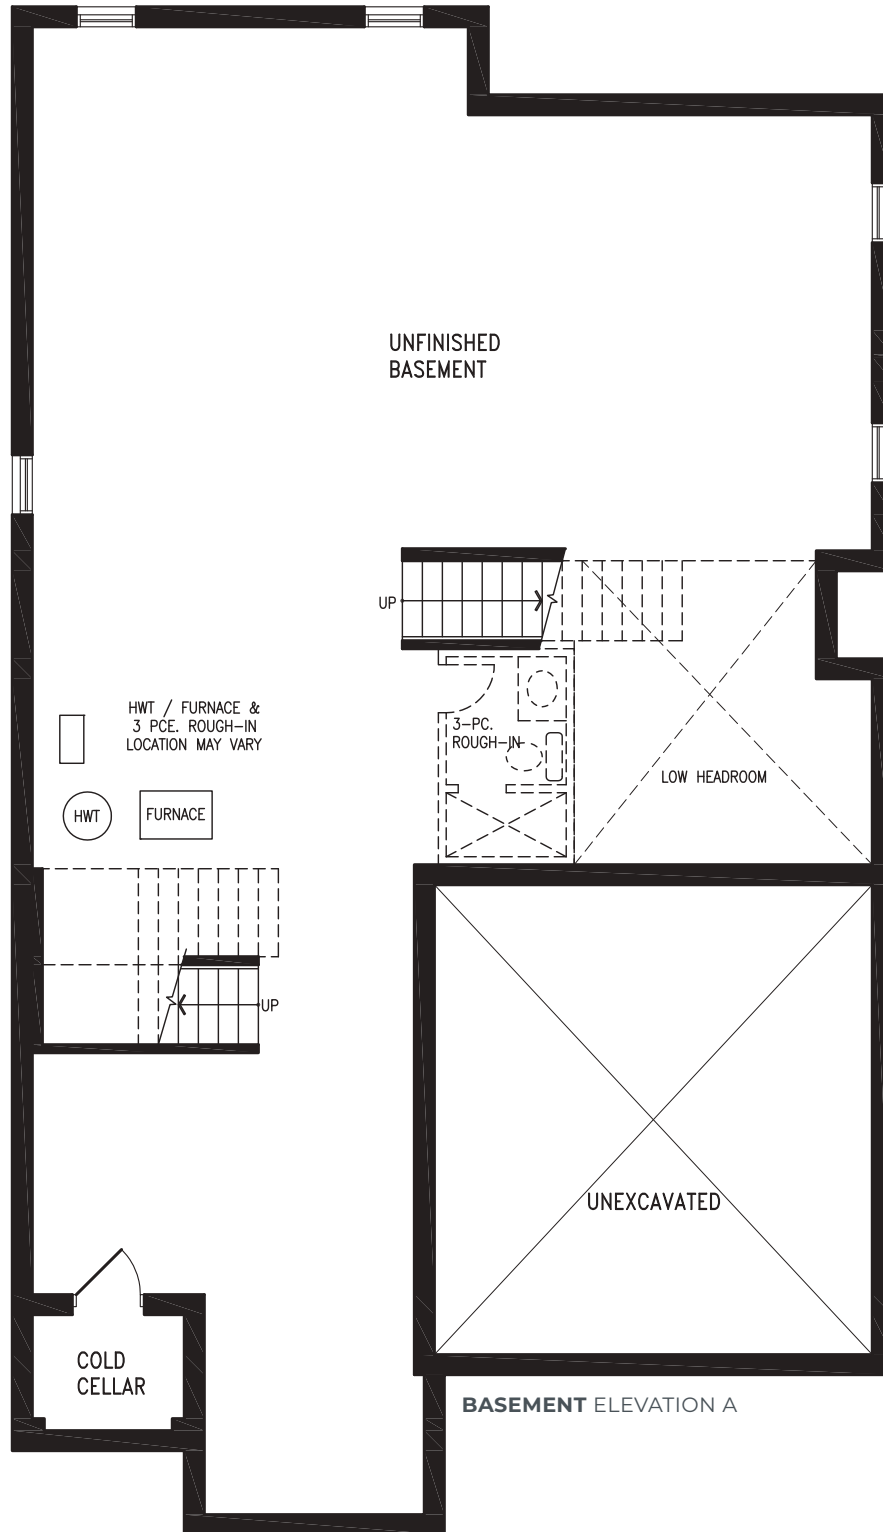 UNFINISHED
BASEMENT
UP
HWT / FURNACE &
3 PCE. ROUGH-IN
LOCATION MAY VARY
3-PC.
ROUGH-IN
LOW HEADROOM
HWT
FURNACE
UP
UNEXCAVATED
COLD
CELLAR
BASEMENT ELEVATION A